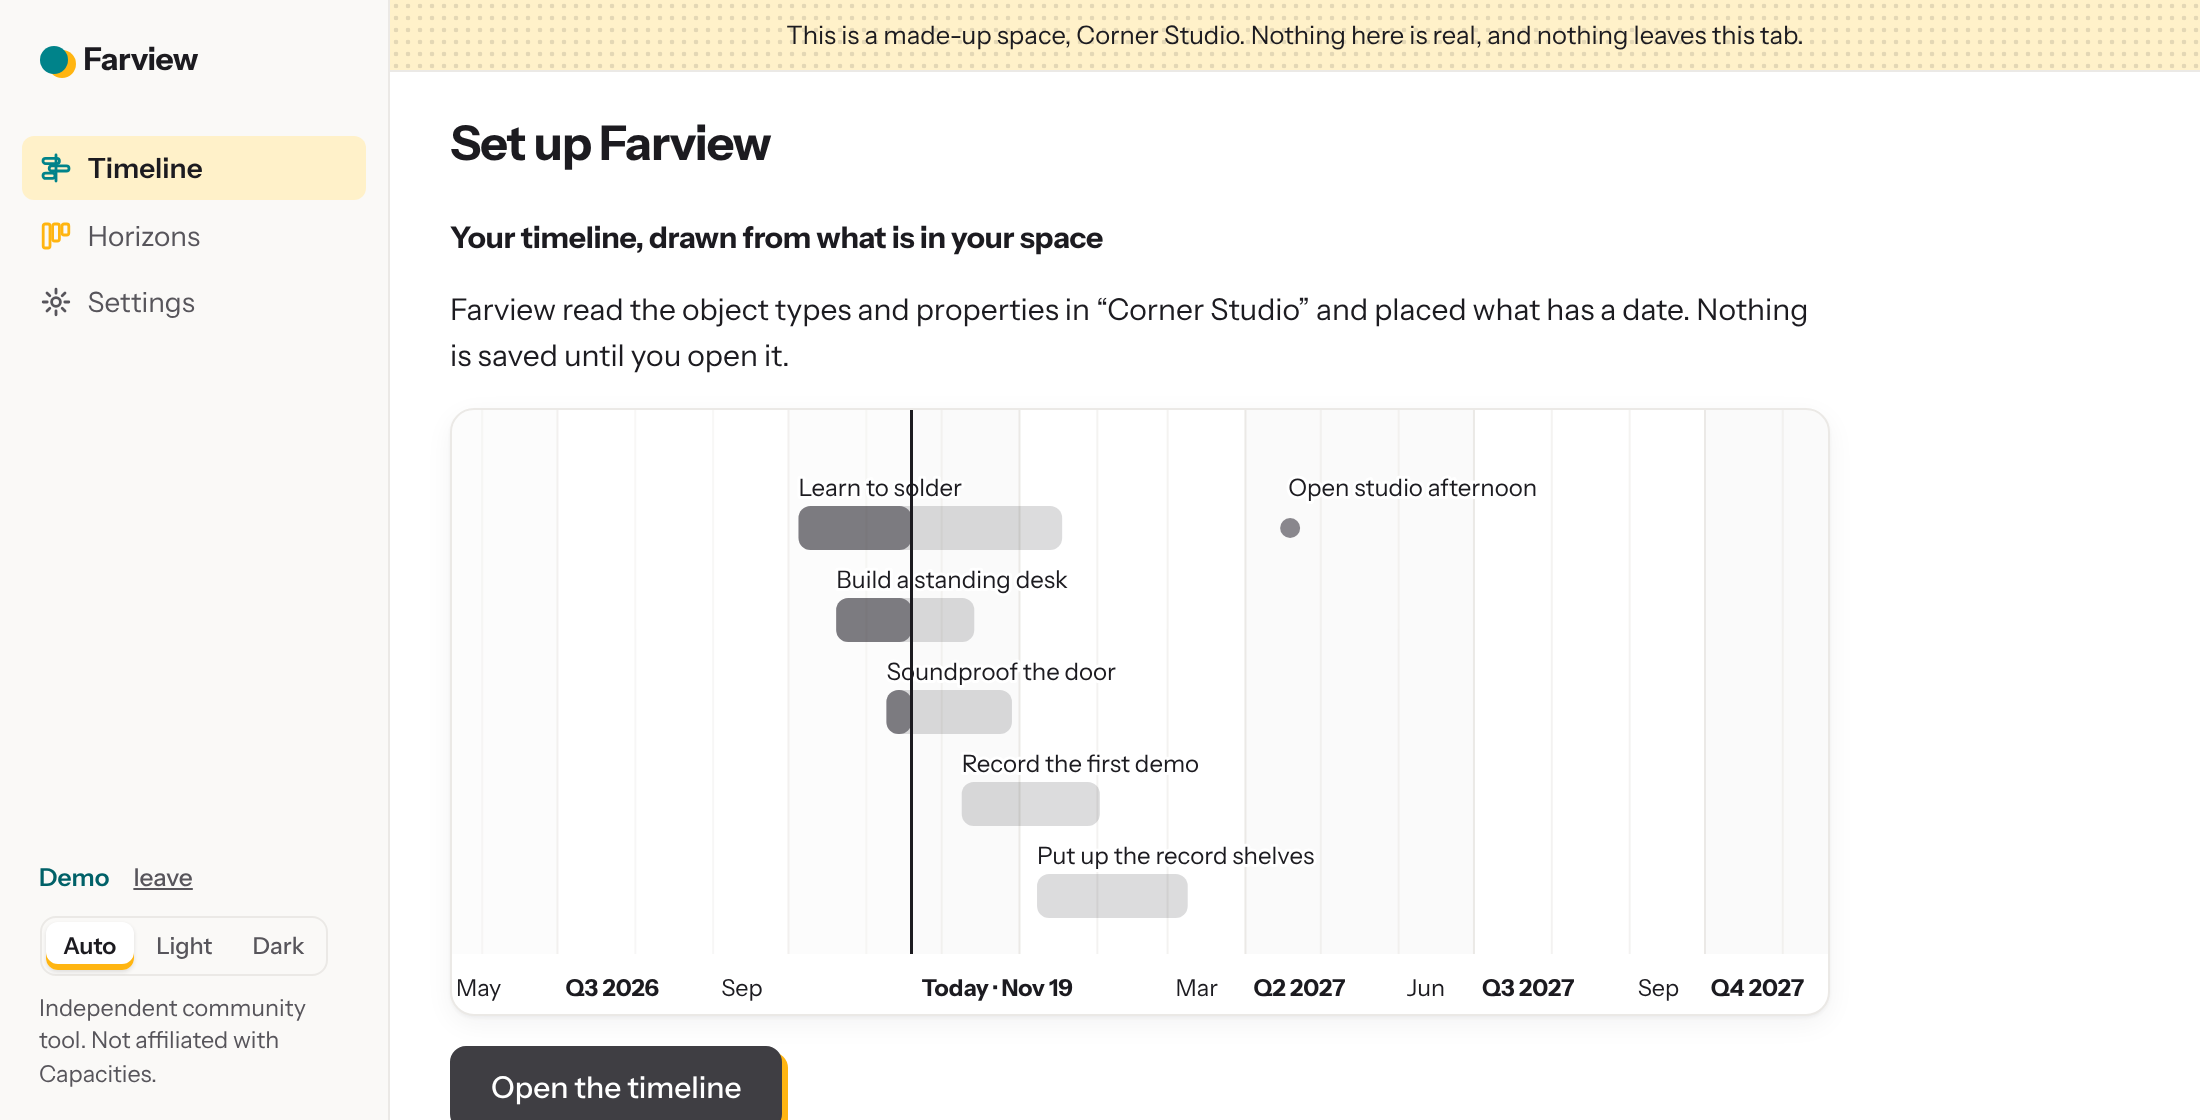 Farview
Timeline
Horizons
Settings
Demo leave
Auto Light Dark
Independent community
tool. Not affiliated with
Capacities.
This is a made-up space, Corner Studio. Nothing here is real, and nothing leaves this tab.
Set up Farview
Your timeline, drawn from what is in your space
Farview read the object types and properties in “Corner Studio” and placed what has a date. Nothing
is saved until you open it.
Learn to solder
Open studio afternoon
Build a standing desk
Soundproof the door
Record the first demo
Put up the record shelves
May Q3 2026 Sep Today · Nov 19 Mar Q2 2027 Jun Q3 2027 Sep Q4 2027
Open the timeline